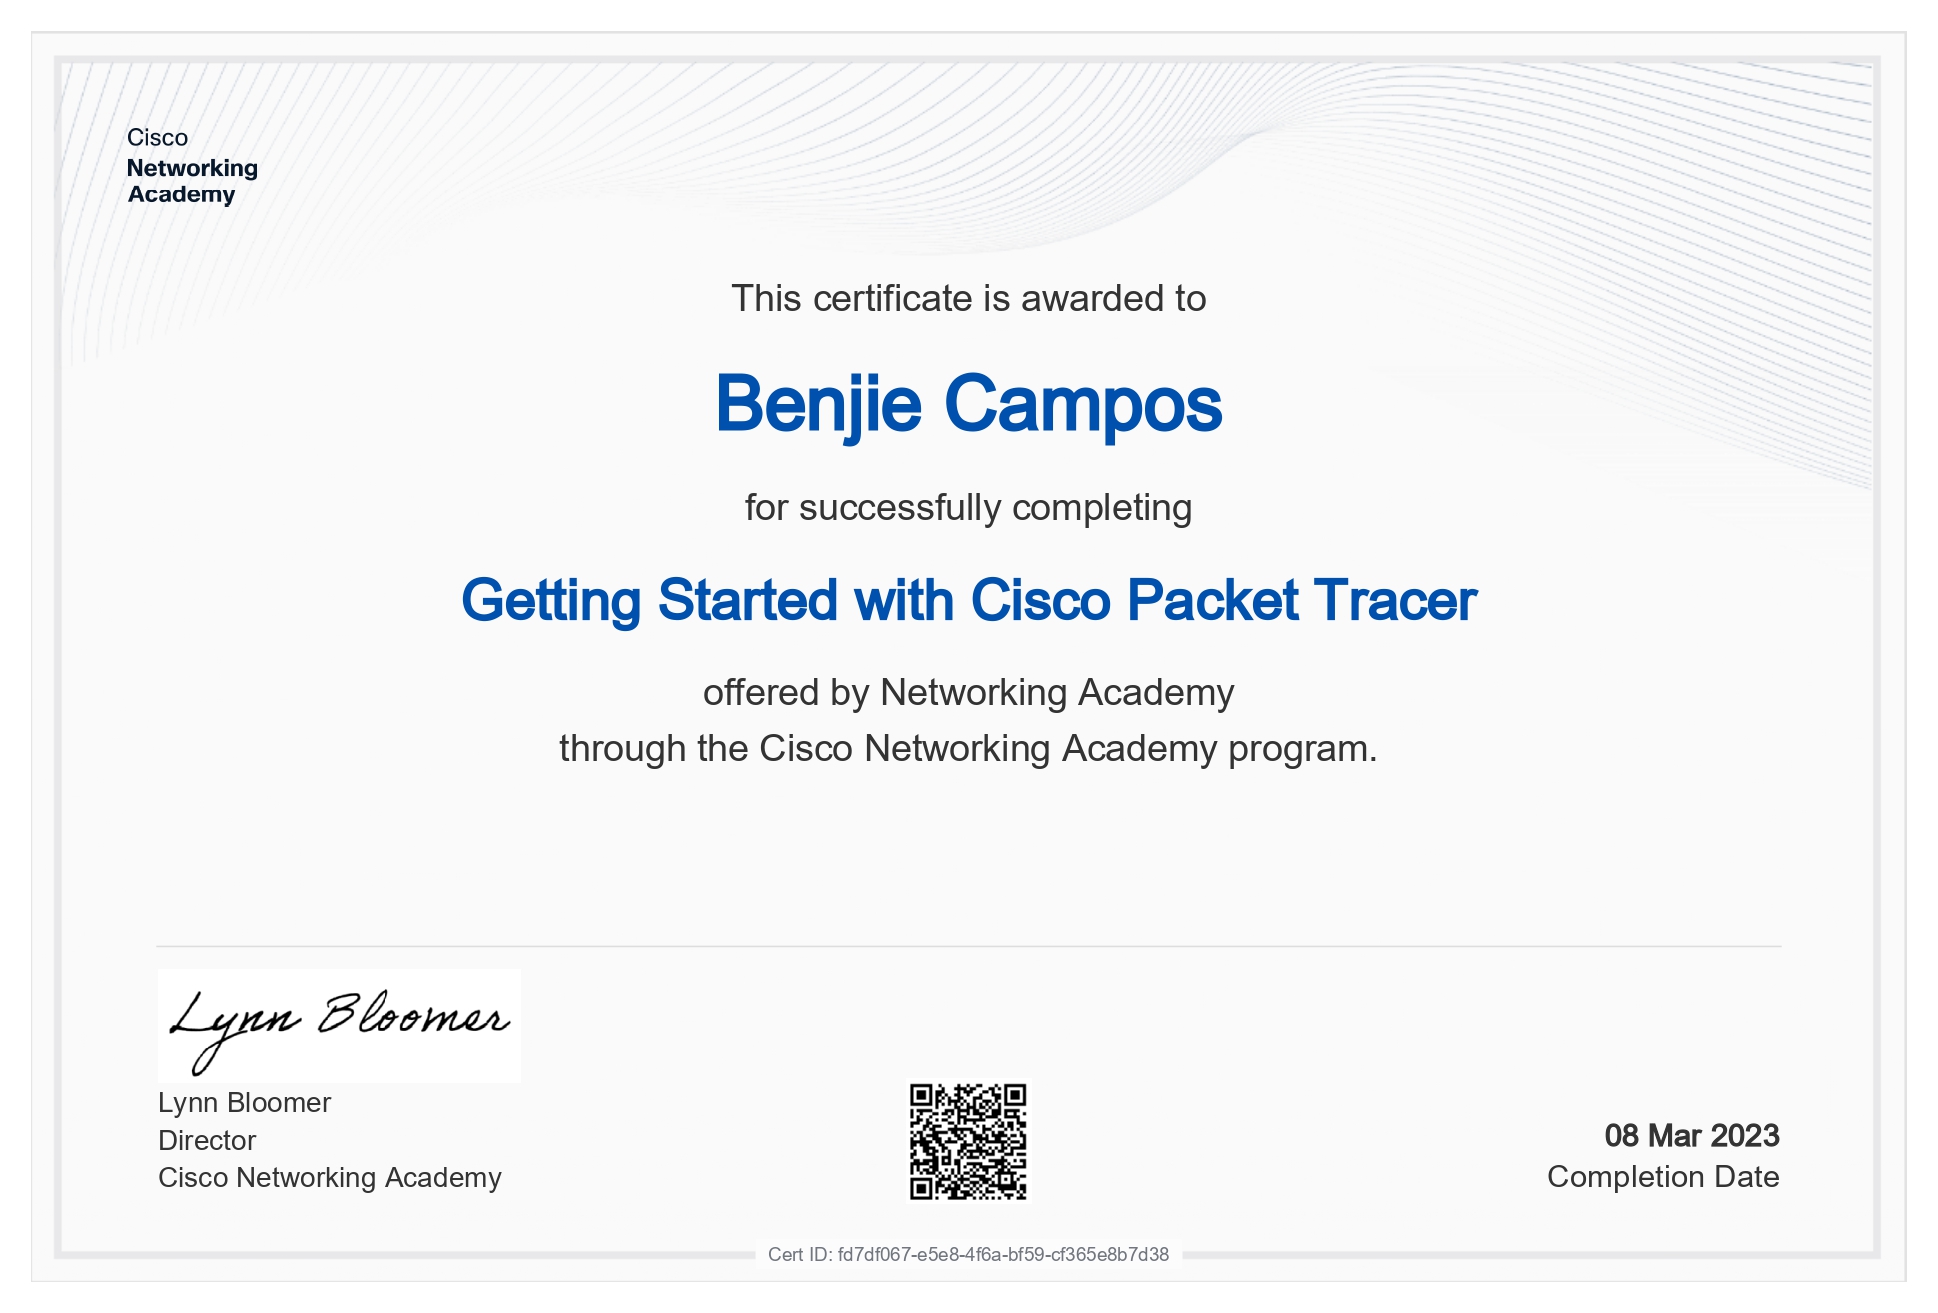 Cisco
Networking
Academy
This certificate is awarded to
Benjie Campos
for successfully completing
Getting Started with Cisco Packet Tracer
offered by Networking Academy
through the Cisco Networking Academy program.
Lynn Bloomer
Lynn Bloomer
Director
Cisco Networking Academy
08 Mar 2023
Completion Date
Cert ID: fd7df067-e5e8-4f6a-bf59-cf365e8b7d38